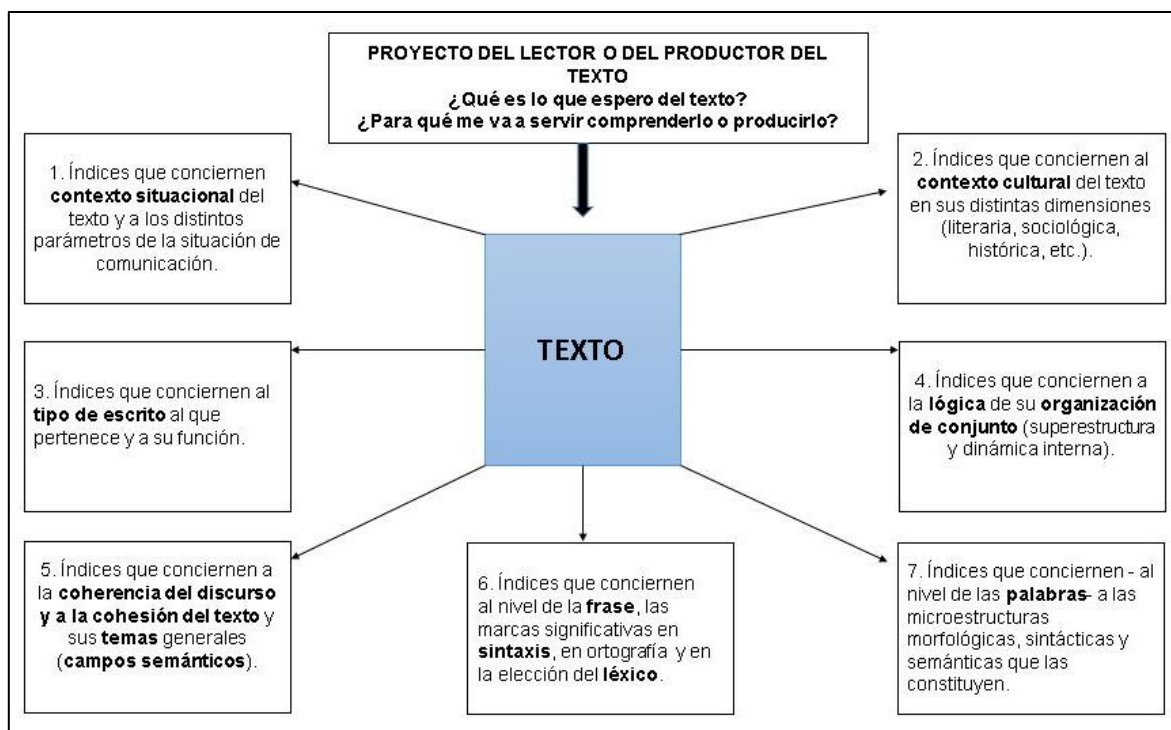 PROYECTO DEL LECTOR O DEL PRODUCTOR DEL
TEXTO
¿Qué es lo que espero del texto?
¿Para qué me va a servir comprenderlo o producirlo?
1. Índices que conciernen
contexto situacional del
texto y a los distintos
parámetros de la situación de
comunicación.
2. Índices que conciernen al
contexto cultural del texto
en sus distintas dimensiones
(literaria, sociológica,
histórica, etc.).
TEXTO
3. Índices que conciernen al
tipo de escrito al que
pertenece y a su función.
4. Índices que conciernen a
la lógica de su organización
de conjunto (superestructura
y dinámica interna).
5. Índices que conciernen a
la coherencia del discurso
y a la cohesión del texto y
sus temas generales
(campos semánticos).
6. Índices que conciernen
al nivel de la frase, las
marcas significativas en
sintaxis, en ortografía y en
la elección del léxico.
7. Índices que conciernen - al
nivel de las palabras- a las
microestructuras
morfológicas, sintácticas y
semánticas que las
constituyen.